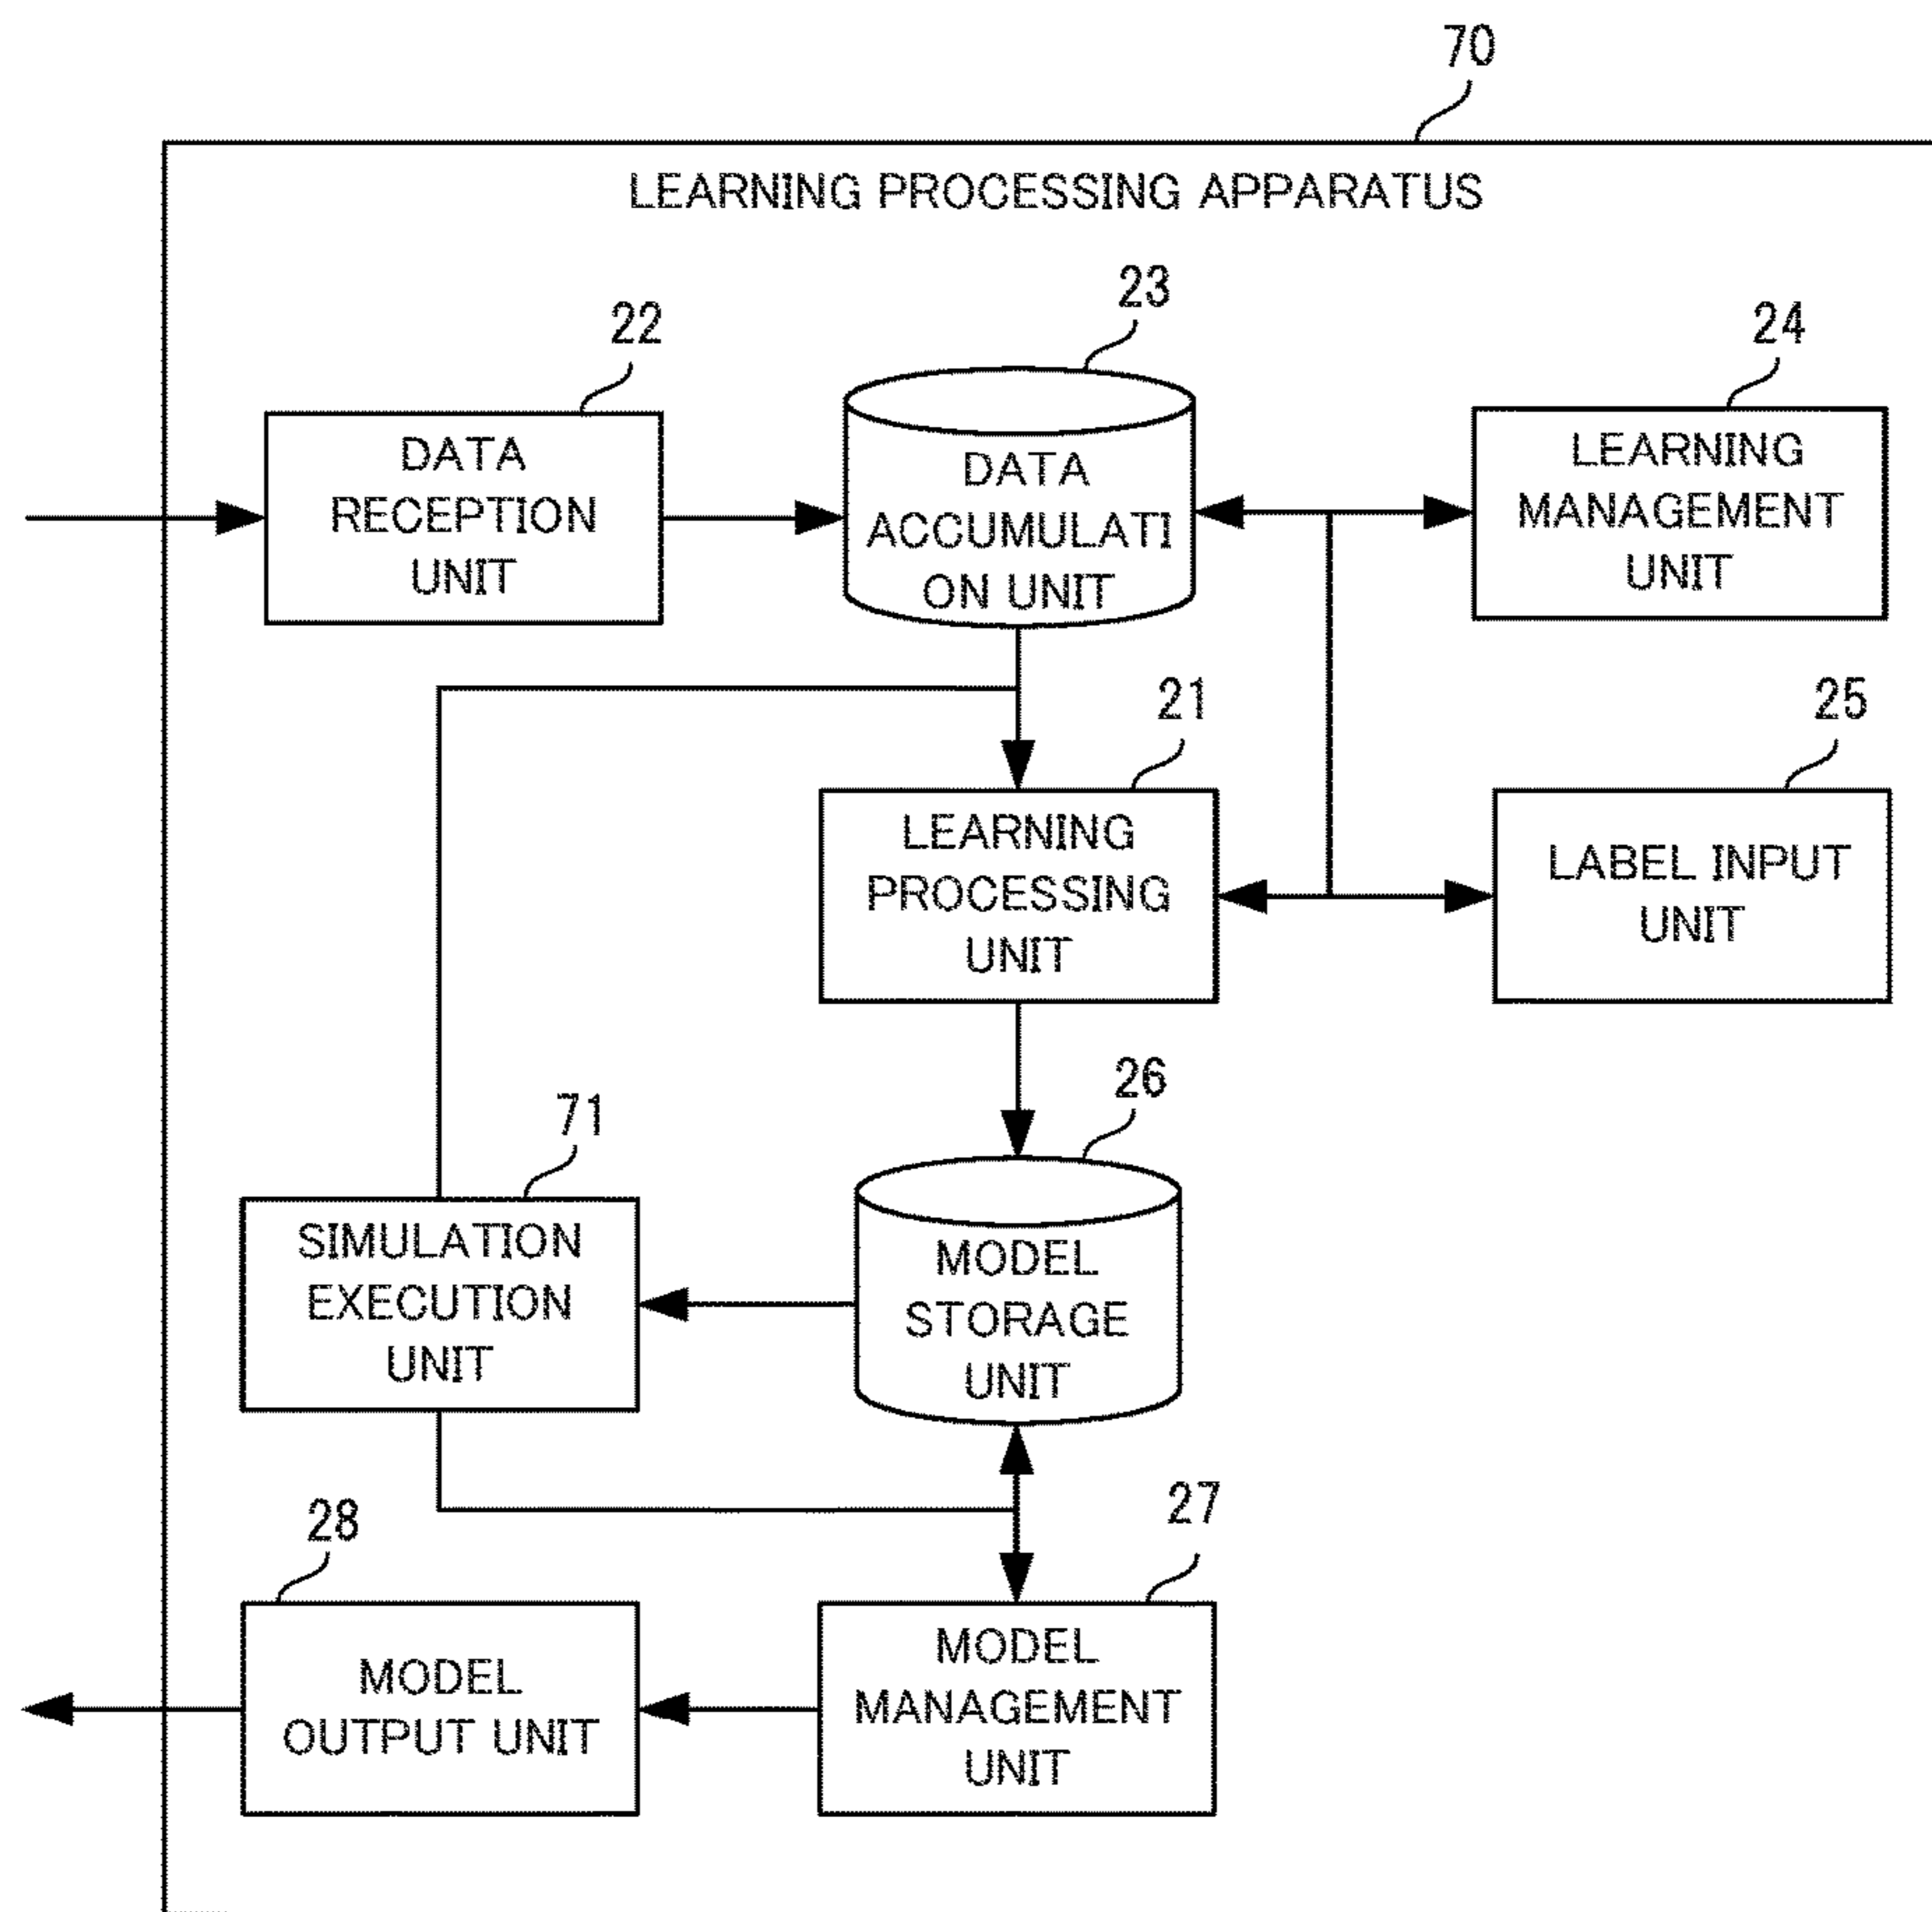 70
LEARNING PROCESSING APPARATUS
22
23
24
DATA
RECEPTION
UNIT
DATA
ACCUMULATI
ON UNIT
LEARNING
MANAGEMENT
UNIT
21
25
LEARNING
PROCESSING
UNIT
LABEL INPUT
UNIT
71
26
SIMULATION
EXECUTION
UNIT
MODEL
STORAGE
UNIT
28
27
MODEL
OUTPUT UNIT
MODEL
MANAGEMENT
UNIT